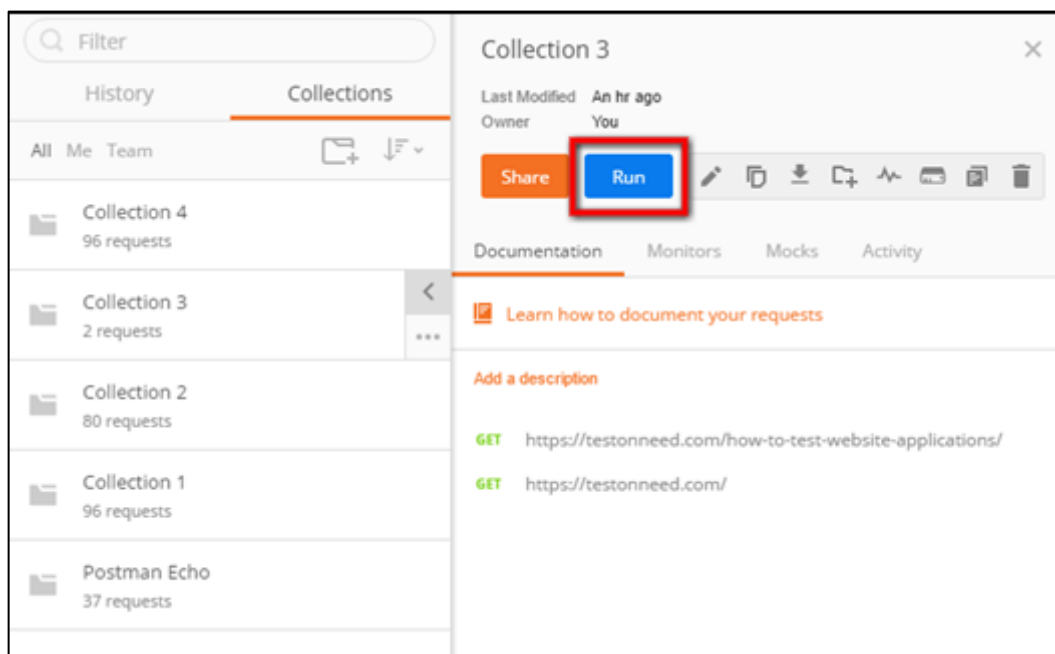 Filter
History Collections
All Me Team
Collection 4
96 requests
Collection 3
2 requests
Collection 2
80 requests
Collection 1
96 requests
Postman Echo
37 requests
Collection 3
Last Modified An hr ago
Owner You
Share Run
Documentation Monitors Mocks Activity
Learn how to document your requests
Add a description
GET https://testonneed.com/how-to-test-website-applications/
GET https://testonneed.com/